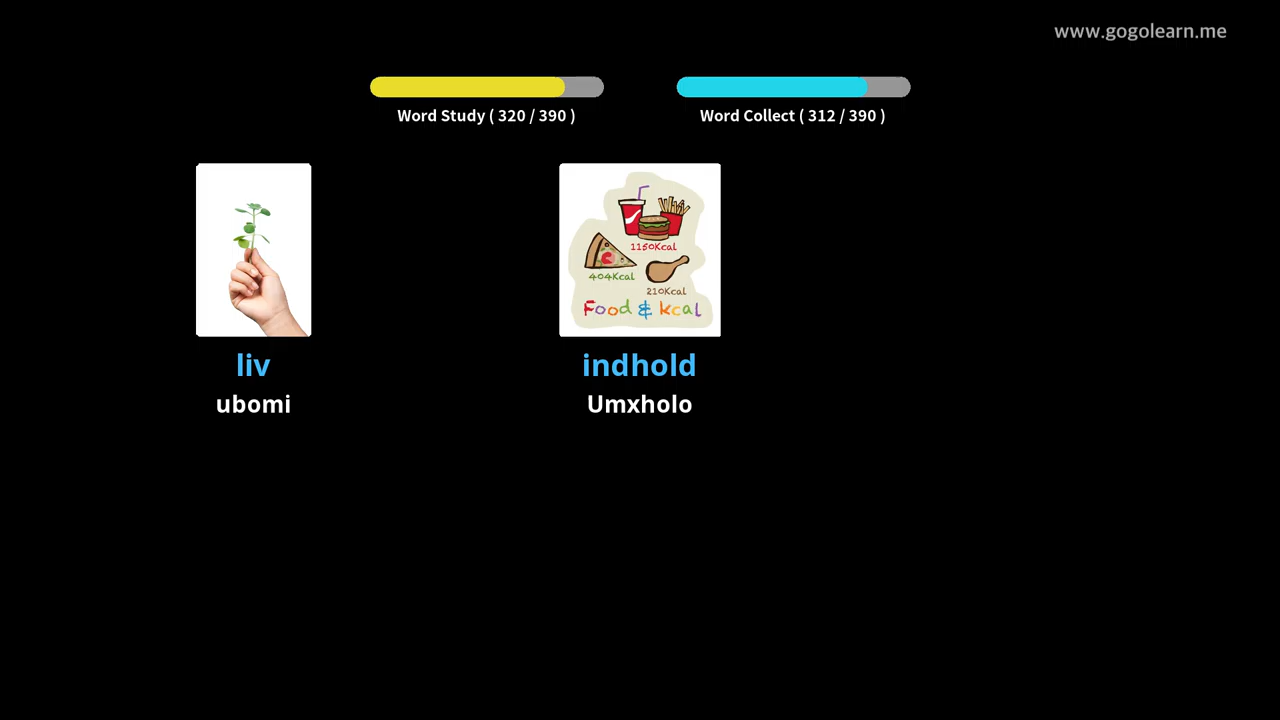 www.gogolearn.me
Word Study ( 320 / 390 )
Word Collect ( 312 / 390 )
1150Kcal
404Kcal
210Kcal
Food & kcal
liv
indhold
ubomi
Umxholo